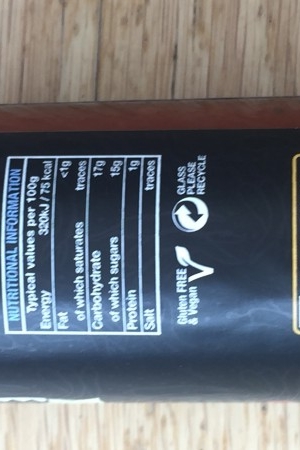 NUTRITIONAL INFORMATION
Typical values per 100g
Energy 320kJ / 75 kcal
Fat <1g
of which saturates traces
Carbohydrate 17g
of which sugars 15g
Protein 1g
Salt traces
Gluten FREE
& Vegan
GLASS
PLEASE
RECYCLE